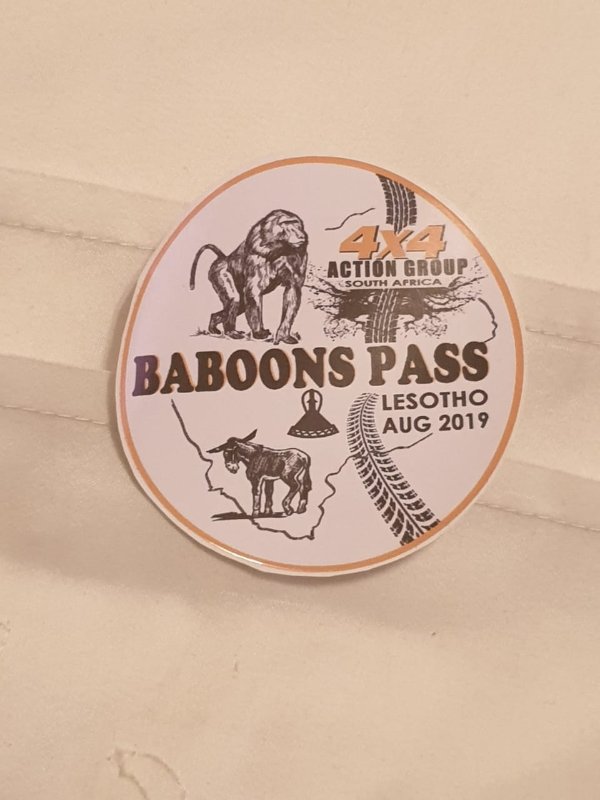 4x4
ACTION GROUP
SOUTH AFRICA
BABOONS PASS
LESOTHO
AUG 2019